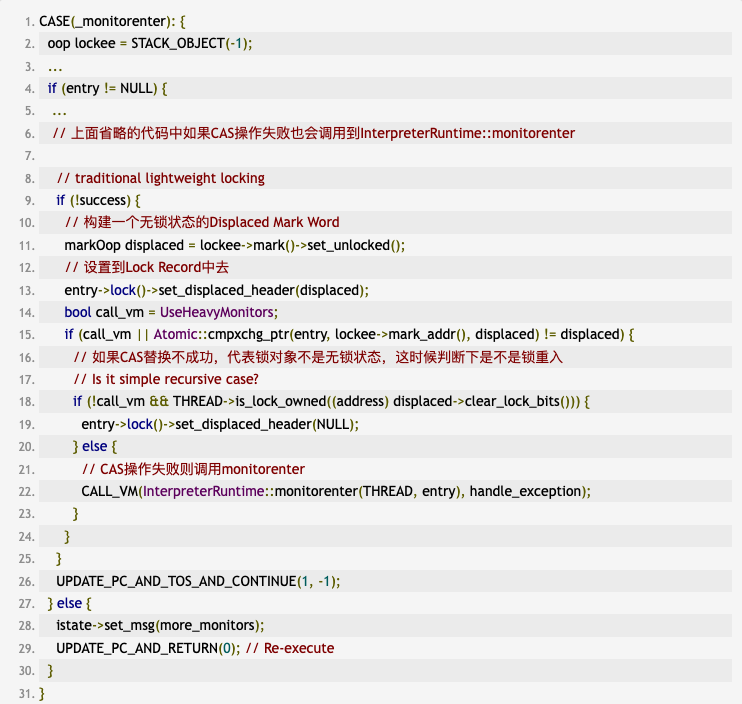 1. CASE(_monitorenter): {
2. oop lockee = STACK_OBJECT(-1);
3. ...
4. if (entry != NULL) {
5. ...
6. // 上面省略的代码中如果CAS操作失败也会调用到InterpreterRuntime::monitorenter
7.
8. // traditional lightweight locking
9. if (!success) {
10. // 构建一个无锁状态的Displaced Mark Word
11. markOop displaced = lockee->mark()->set_unlocked();
12. // 设置到Lock Record中去
13. entry->lock()->set_displaced_header(displaced);
14. bool call_vm = UseHeavyMonitors;
15. if (call_vm || Atomic::cmpxchg_ptr(entry, lockee->mark_addr(), displaced) != displaced) {
16. // 如果CAS替换不成功，代表锁对象不是无锁状态，这时候判断下是不是锁重入
17. // Is it simple recursive case?
18. if (!call_vm && THREAD->is_lock_owned((address) displaced->clear_lock_bits())) {
19. entry->lock()->set_displaced_header(NULL);
20. } else {
21. // CAS操作失败则调用monitorenter
22. CALL_VM(InterpreterRuntime::monitorenter(THREAD, entry), handle_exception);
23. }
24. }
25. }
26. UPDATE_PC_AND_TOS_AND_CONTINUE(1, -1);
27. } else {
28. istate->set_msg(more_monitors);
29. UPDATE_PC_AND_RETURN(0); // Re-execute
30. }
31. }